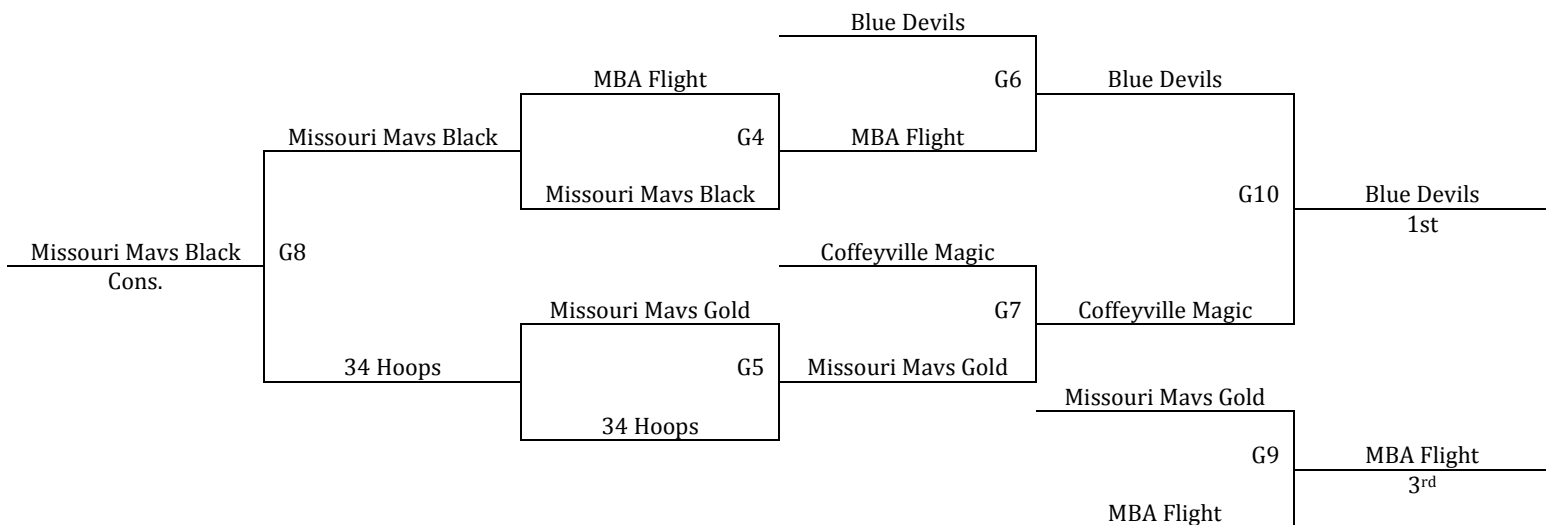 Blue Devils
MBA Flight
G6
Blue Devils
Missouri Mavs Black
G4
MBA Flight
Missouri Mavs Black
G10
Blue Devils
1st
Missouri Mavs Black
G8
Coffeyville Magic
Cons.
Missouri Mavs Gold
G7
Coffeyville Magic
34 Hoops
G5
Missouri Mavs Gold
Missouri Mavs Gold
34 Hoops
G9
MBA Flight
3rd
MBA Flight